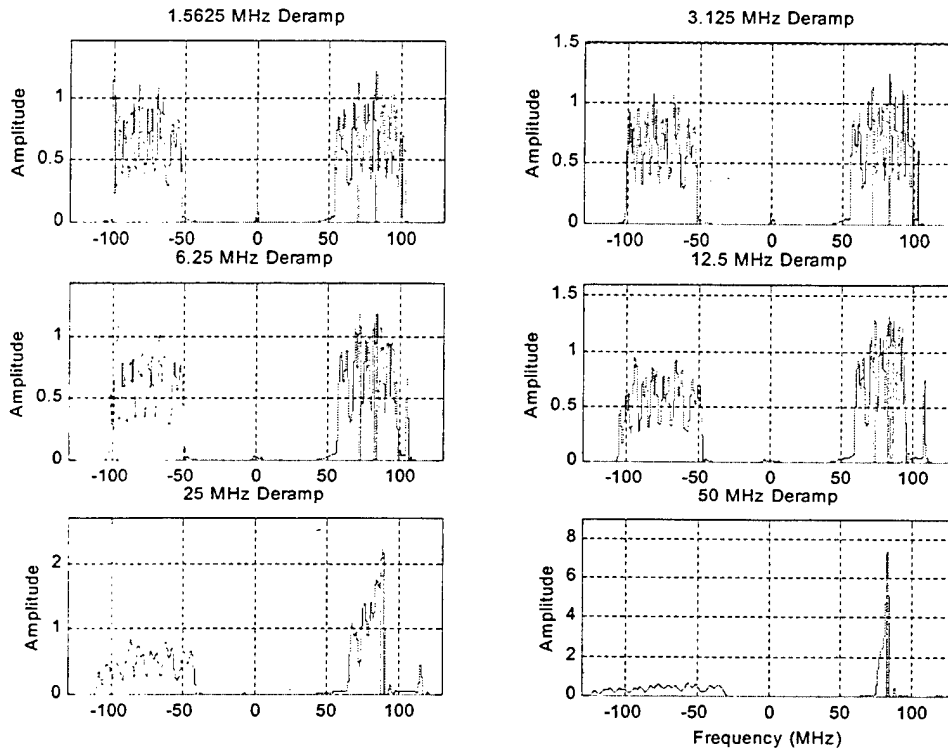 1.5625 MHz Deramp
Amplitude
1
0.5
0
-100 -50 0 50 100
3.125 MHz Deramp
Amplitude
1.5
1
0.5
0
-100 -50 0 50 100
6.25 MHz Deramp
Amplitude
1
0.5
0
-100 -50 0 50 100
12.5 MHz Deramp
Amplitude
1.5
1
0.5
0
-100 -50 0 50 100
25 MHz Deramp
Amplitude
2
1
0
-100 -50 0 50 100
50 MHz Deramp
Amplitude
8
6
4
2
0
-100 -50 0 50 100
Frequency (MHz)